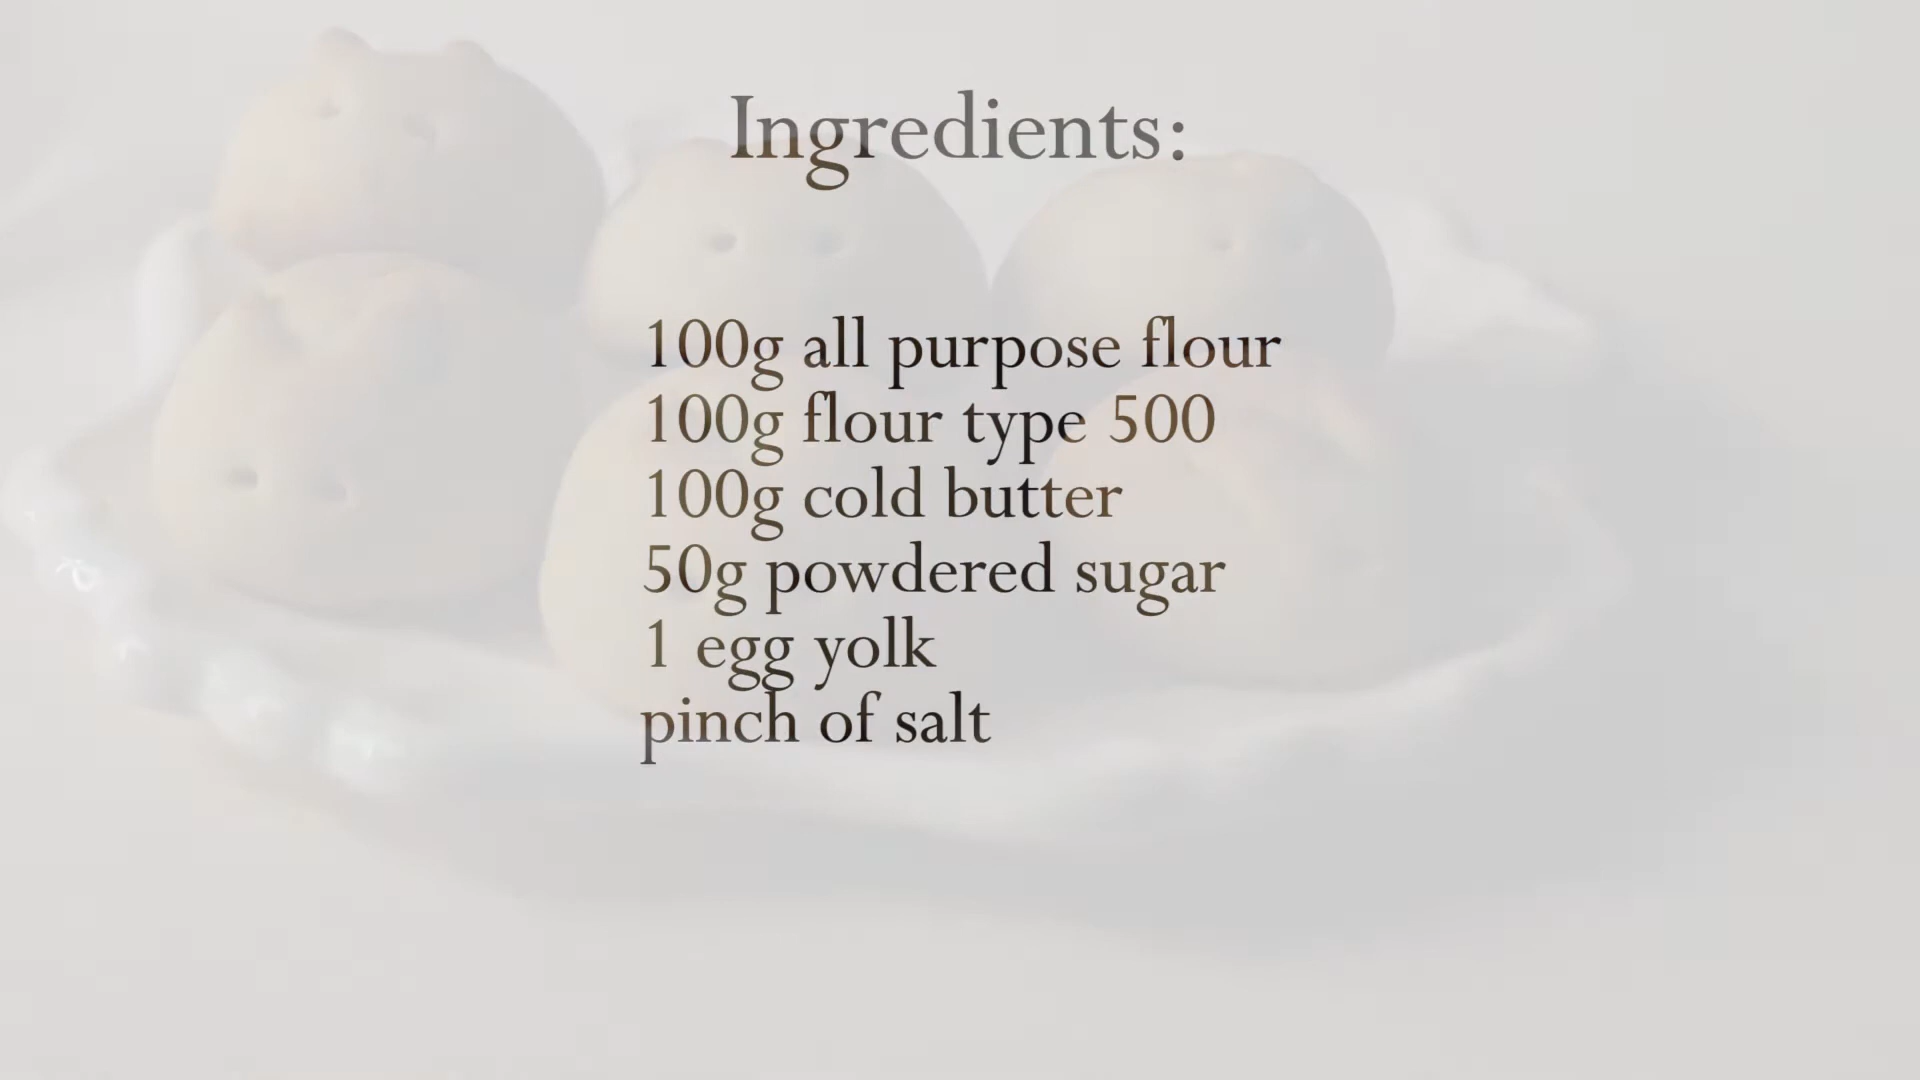 Ingredients:
100g all purpose flour
100g flour type 500
100g cold butter
50g powdered sugar
1 egg yolk
pinch of salt